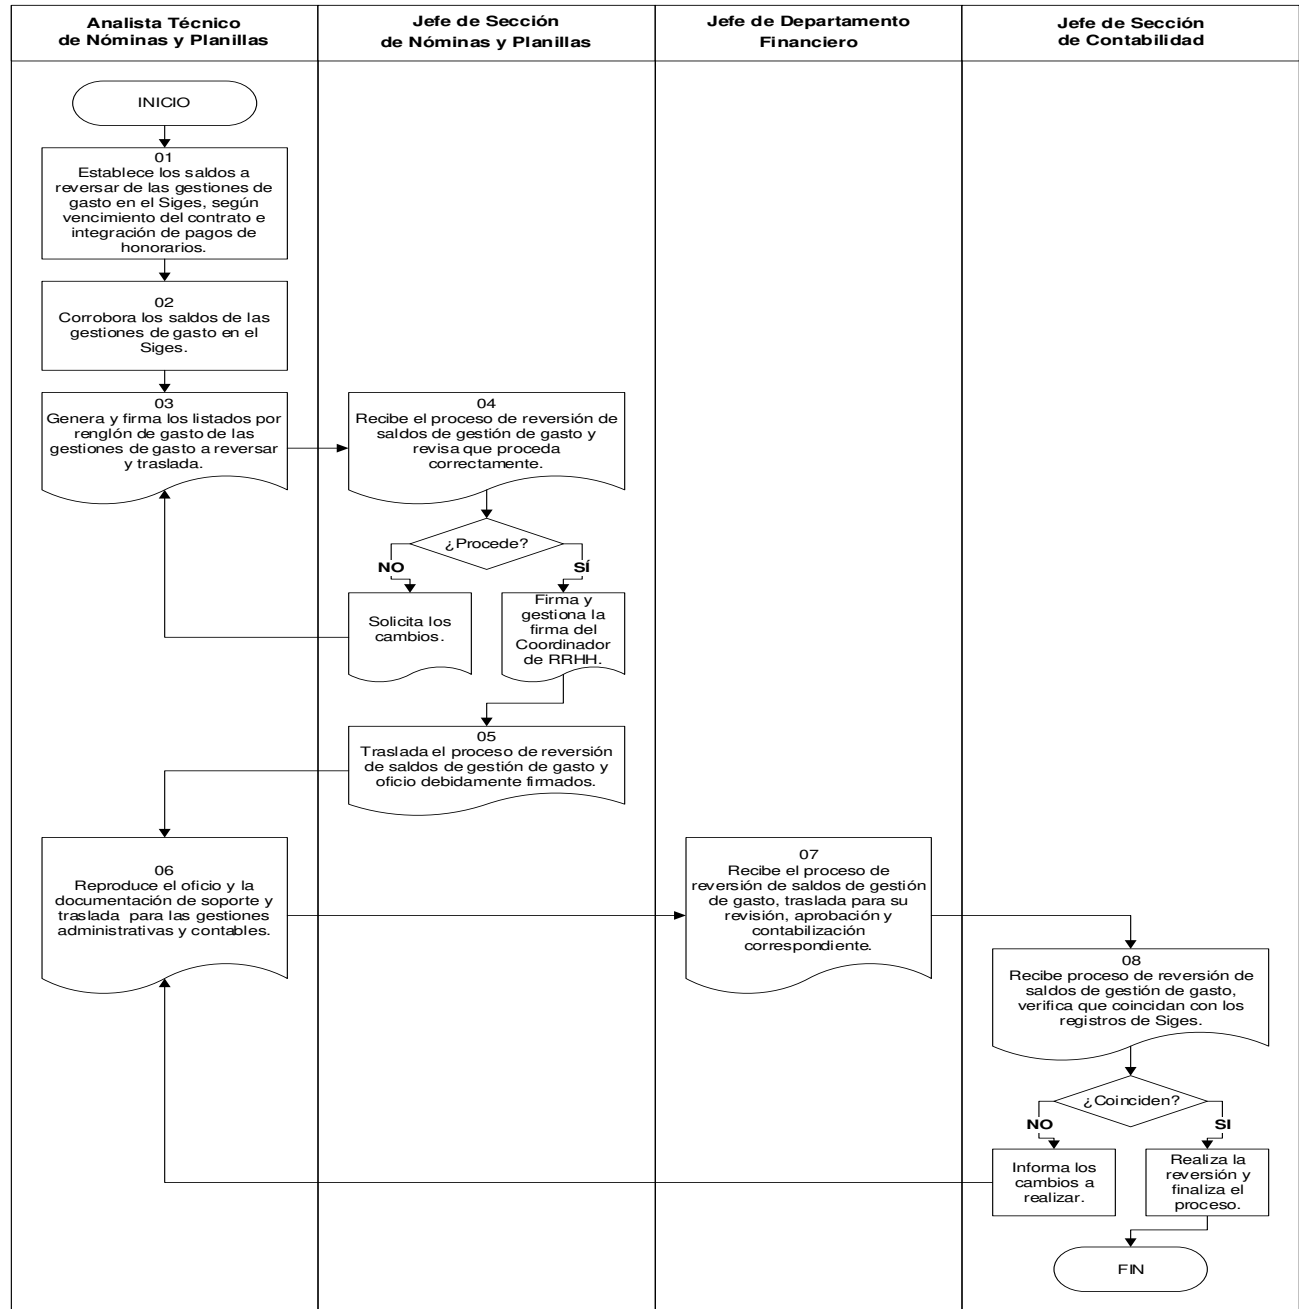 Analista Técnico
de Nóminas y Planillas
Jefe de Sección
de Nóminas y Planillas
Jefe de Departamento
Financiero
Jefe de Sección
de Contabilidad
INICIO
01
Establece los saldos a
reversar de las gestiones de
gasto en el Siges, según
vencimiento del contrato e
integración de pagos de
honorarios.
02
Corrobora los saldos de las
gestiones de gasto en el
Siges.
03
Genera y firma los listados por
renglón de gasto de las
gestiones de gasto a reversar
y traslada.
04
Recibe el proceso de reversión de
saldos de gestión de gasto y
revisa que proceda
correctamente.
¿Procede?
NO
SÍ
Solicita los
cambios.
Firma y
gestiona la
firma del
Coordinador
de RRHH.
05
Traslada el proceso de reversión
de saldos de gestión de gasto y
oficio debidamente firmados.
06
Reproduce el oficio y la
documentación de soporte y
traslada para las gestiones
administrativas y contables.
07
Recibe el proceso de
reversión de saldos de gestión
de gasto, traslada para su
revisión, aprobación y
contabilización
correspondiente.
08
Recibe proceso de reversión de
saldos de gestión de gasto,
verifica que coincidan con los
registros de Siges.
¿Coinciden?
NO
SI
Informa los
cambios a
realizar.
Realiza la
reversión y
finaliza el
proceso.
FIN